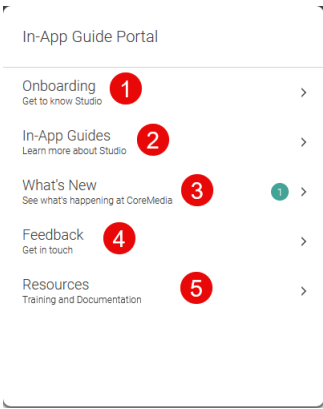 In-App Guide Portal
Onboarding 1
Get to know Studio
In-App Guides 2
Learn more about Studio
What's New 3 1
See what's happening at CoreMedia
Feedback 4
Get in touch
Resources 5
Training and Documentation